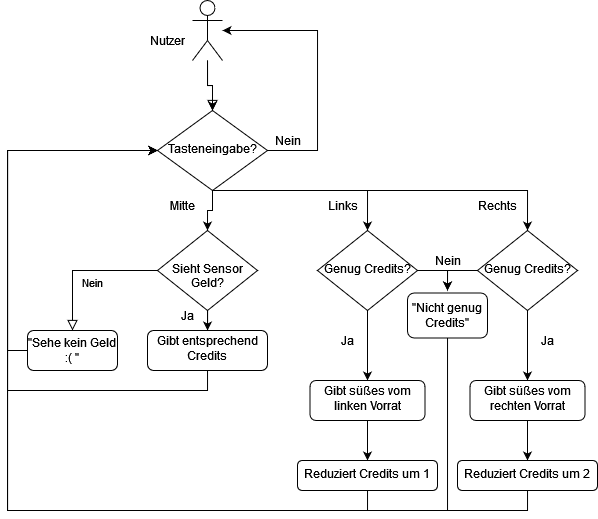 Nutzer
Tasteneingabe?
Nein
Mitte
Links
Rechts
Sieht Sensor
Geld?
Genug Credits?
Nein
Genug Credits?
Nein
Ja
"Sehe kein Geld
:( "
Gibt entsprechend
Credits
"Nicht genug
Credits"
Ja
Ja
Gibt süßes vom
linken Vorrat
Gibt süßes vom
rechten Vorrat
Reduziert Credits um 1
Reduziert Credits um 2